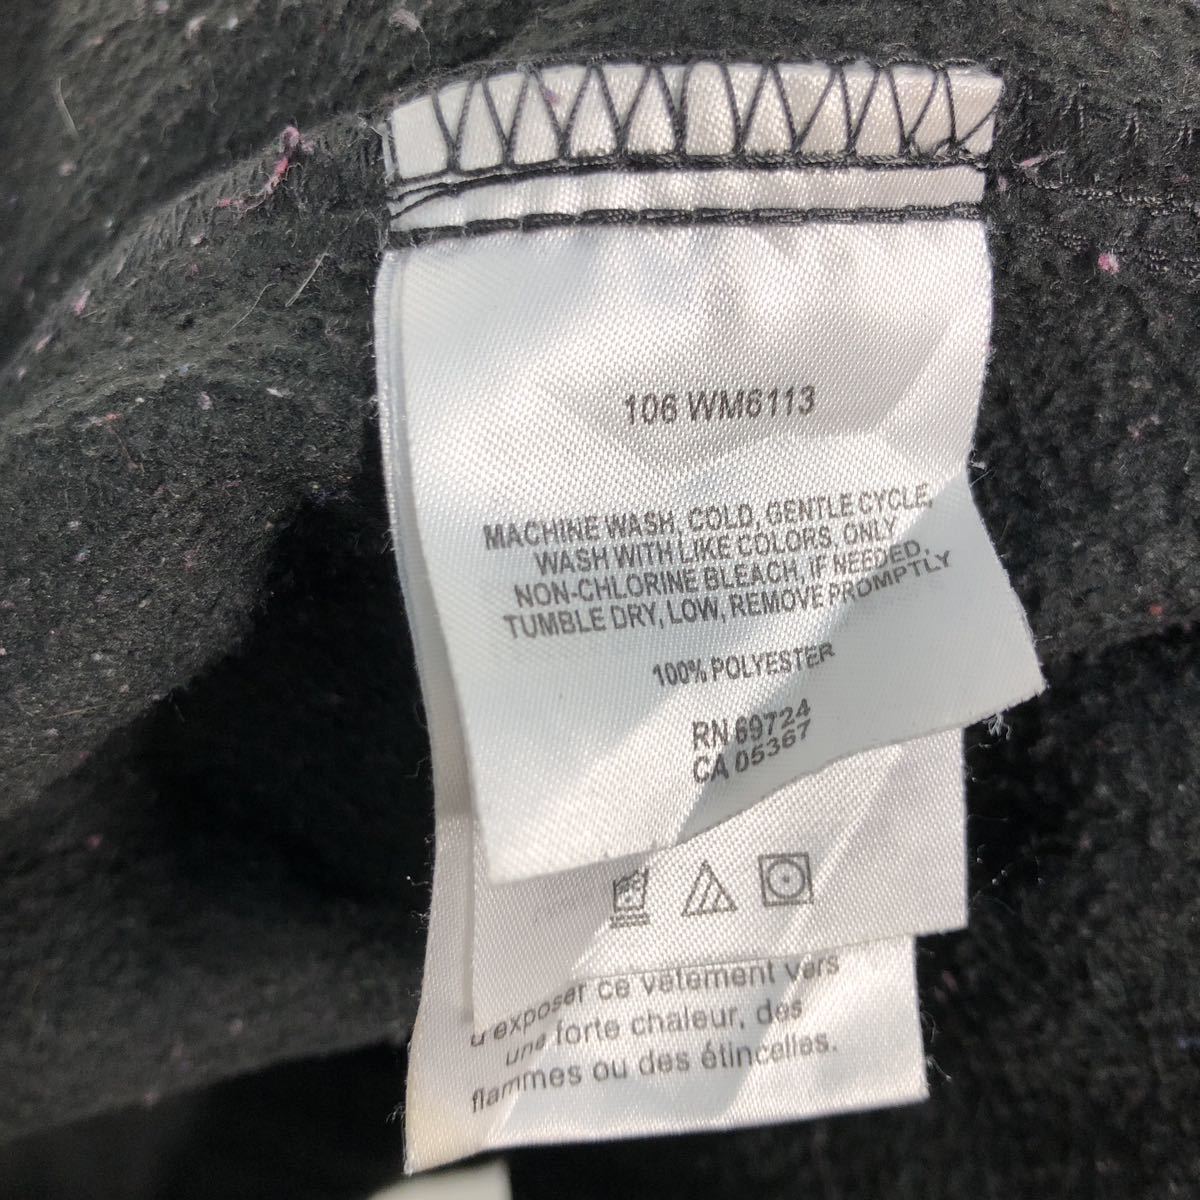 106 WM6113
MACHINE WASH, COLD, GENTLE CYCLE,
WASH WITH LIKE COLORS, ONLY
NON-CHLORINE BLEACH, IF NEEDED,
TUMBLE DRY, LOW, REMOVE PROMPTLY
100% POLYESTER
RN 69724
CA 05367
d'exposer ce vêtement vers
une forte chaleur, des
flammes ou des étincelles.